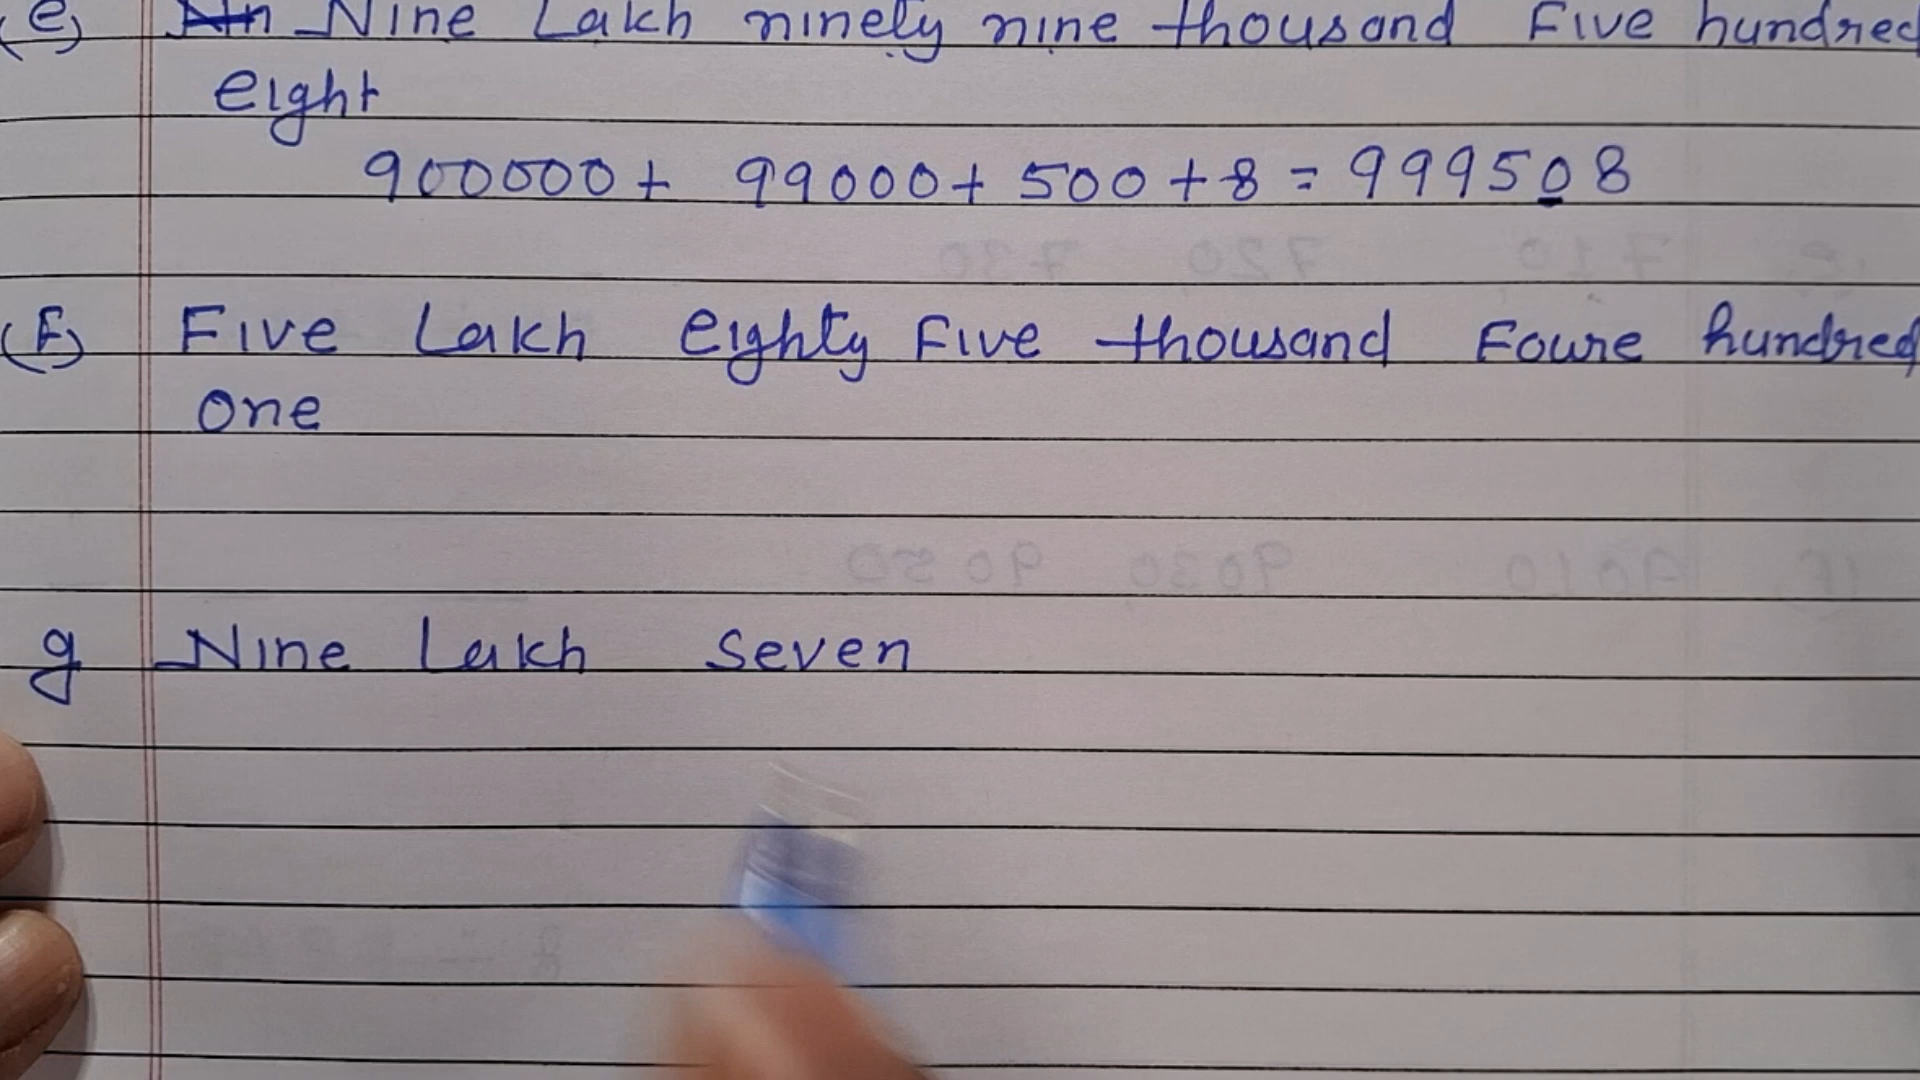 (e) Nine Lakh ninety nine thousand Five hundred
eight
900000 + 99000 + 500 + 8 = 999508
(F) Five Lakh eighty Five thousand Foure hundred
one
g Nine Lakh seven